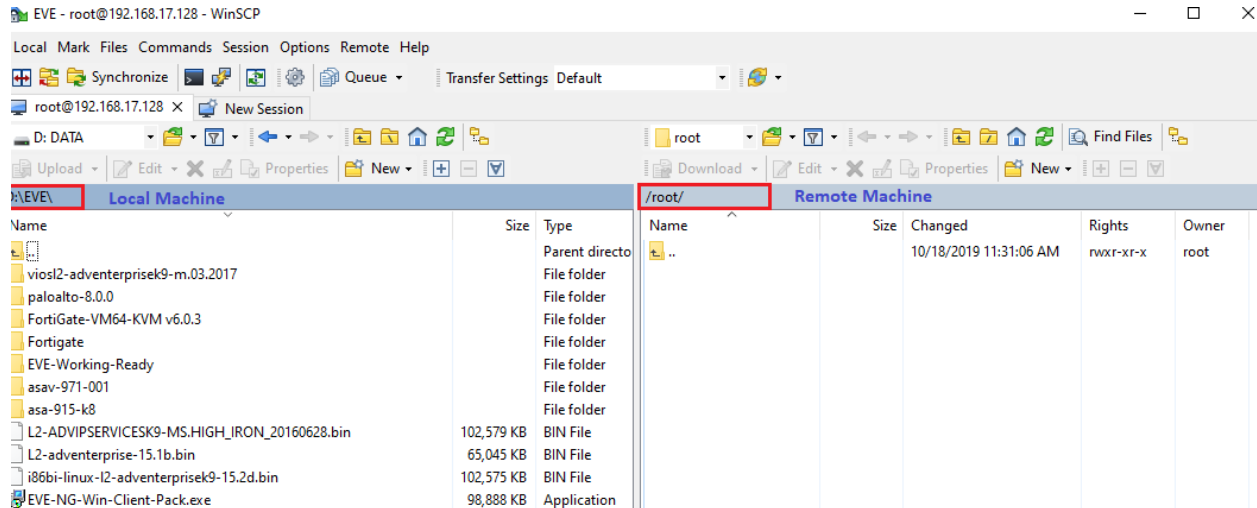 EVE - root@192.168.17.128 - WinSCP
Local Mark Files Commands Session Options Remote Help
Synchronize Queue Transfer Settings Default
root@192.168.17.128 New Session
D: DATA root Find Files
Upload Edit Properties New Download Edit Properties New
:\EVE\ Local Machine /root/ Remote Machine
Name Size Type Name Size Changed Rights Owner
.. Parent directo .. 10/18/2019 11:31:06 AM rwxr-xr-x root
viosl2-adventerprisek9-m.03.2017 File folder
paloalto-8.0.0 File folder
FortiGate-VM64-KVM v6.0.3 File folder
Fortigate File folder
EVE-Working-Ready File folder
asav-971-001 File folder
asa-915-k8 File folder
L2-ADVIPSERVICESK9-MS.HIGH_IRON_20160628.bin 102,579 KB BIN File
L2-adventerprise-15.1b.bin 65,045 KB BIN File
i86bi-linux-l2-adventerprisek9-15.2d.bin 102,575 KB BIN File
EVE-NG-Win-Client-Pack.exe 98,888 KB Application